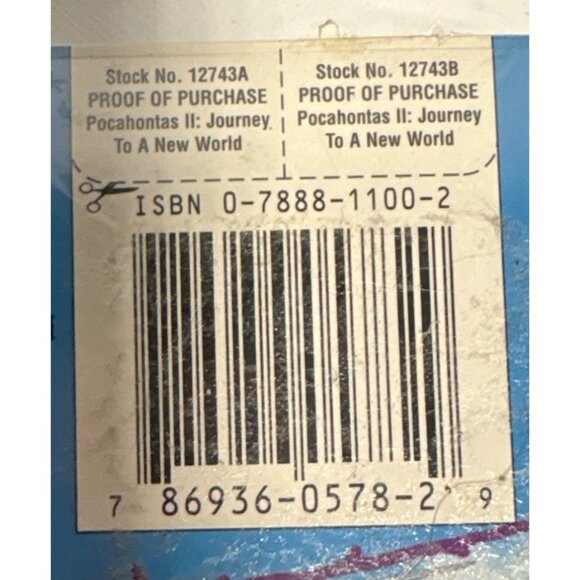 Stock No. 12743A
PROOF OF PURCHASE
Pocahontas II: Journey
To A New World
Stock No. 12743B
PROOF OF PURCHASE
Pocahontas II: Journey
To A New World
ISBN 0-7888-1100-2
7 86936-0578-2 9